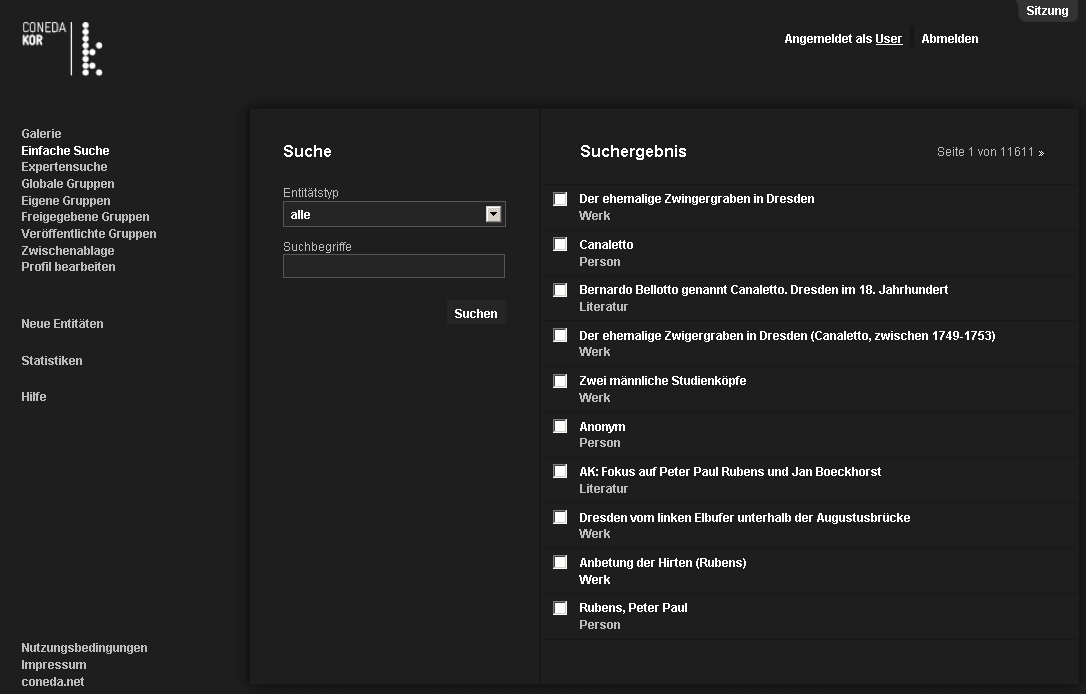 Sitzung
CONEDA
KOR
Angemeldet als User
Abmelden
Galerie
Einfache Suche
Expertensuche
Globale Gruppen
Eigene Gruppen
Freigegebene Gruppen
Veröffentlichte Gruppen
Zwischenablage
Profil bearbeiten
Neue Entitäten
Statistiken
Hilfe
Nutzungsbedingungen
Impressum
coneda.net
Suche
Entitätstyp
alle
Suchbegriffe
Suchen
Suchergebnis
Seite 1 von 11611 »
Der ehemalige Zwingergraben in Dresden
Werk
Canaletto
Person
Bernardo Bellotto genannt Canaletto. Dresden im 18. Jahrhundert
Literatur
Der ehemalige Zwigergraben in Dresden (Canaletto, zwischen 1749-1753)
Werk
Zwei männliche Studienköpfe
Werk
Anonym
Person
AK: Fokus auf Peter Paul Rubens und Jan Boeckhorst
Literatur
Dresden vom linken Elbufer unterhalb der Augustusbrücke
Werk
Anbetung der Hirten (Rubens)
Werk
Rubens, Peter Paul
Person